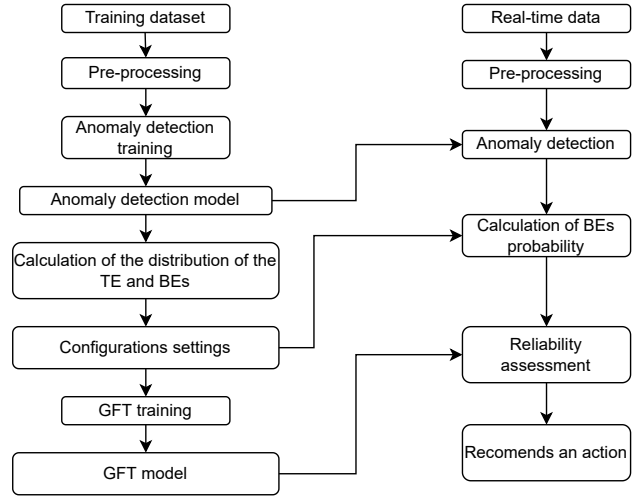 Training dataset
Pre-processing
Anomaly detection
training
Anomaly detection model
Calculation of the distribution of the
TE and BEs
Configurations settings
GFT training
GFT model
Real-time data
Pre-processing
Anomaly detection
Calculation of BEs
probability
Reliability
assessment
Recomends an action